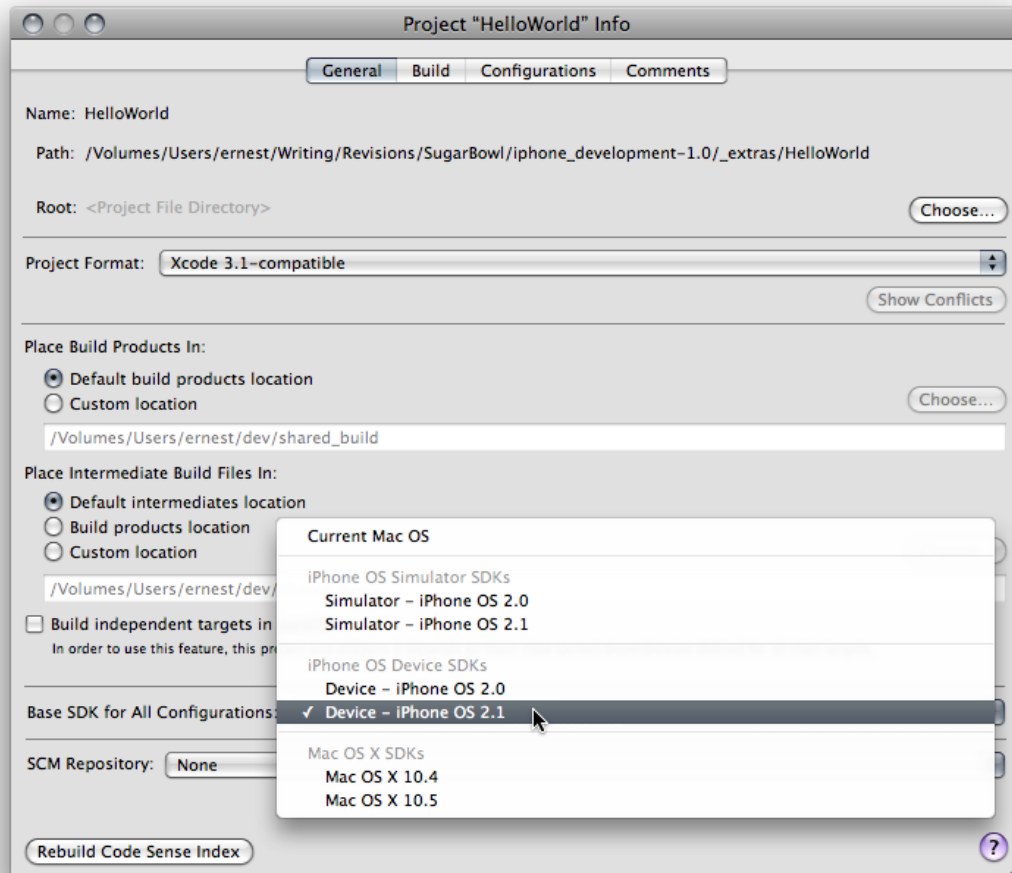 Project “HelloWorld” Info
General Build Configurations Comments
Name: HelloWorld
Path: /Volumes/Users/ernest/Writing/Revisions/SugarBowl/iphone_development-1.0/_extras/HelloWorld
Root: <Project File Directory>
Choose...
Project Format: Xcode 3.1-compatible
Show Conflicts
Place Build Products In:
Default build products location
Custom location
Choose...
/Volumes/Users/ernest/dev/shared_build
Place Intermediate Build Files In:
Default intermediates location
Build products location
Custom location
/Volumes/Users/ernest/dev/
Build independent targets in
In order to use this feature, this
Base SDK for All Configurations:
Current Mac OS
iPhone OS Simulator SDKs
Simulator – iPhone OS 2.0
Simulator – iPhone OS 2.1
iPhone OS Device SDKs
Device – iPhone OS 2.0
✓ Device – iPhone OS 2.1
Mac OS X SDKs
Mac OS X 10.4
Mac OS X 10.5
SCM Repository: None
Rebuild Code Sense Index
?